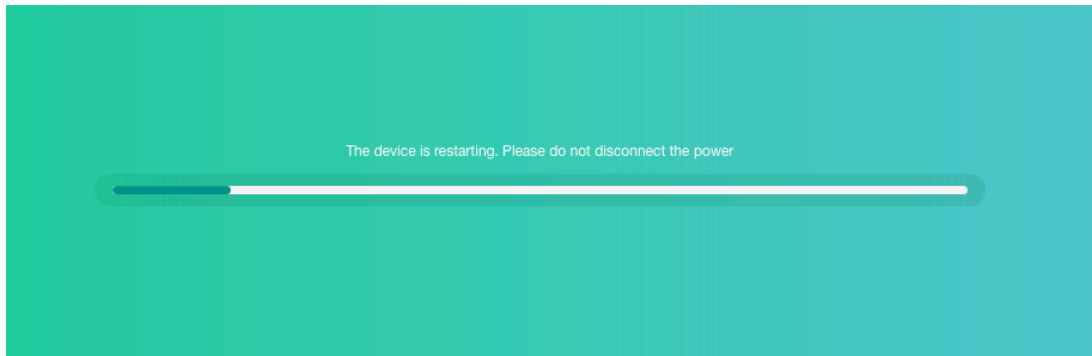 The device is restarting. Please do not disconnect the power